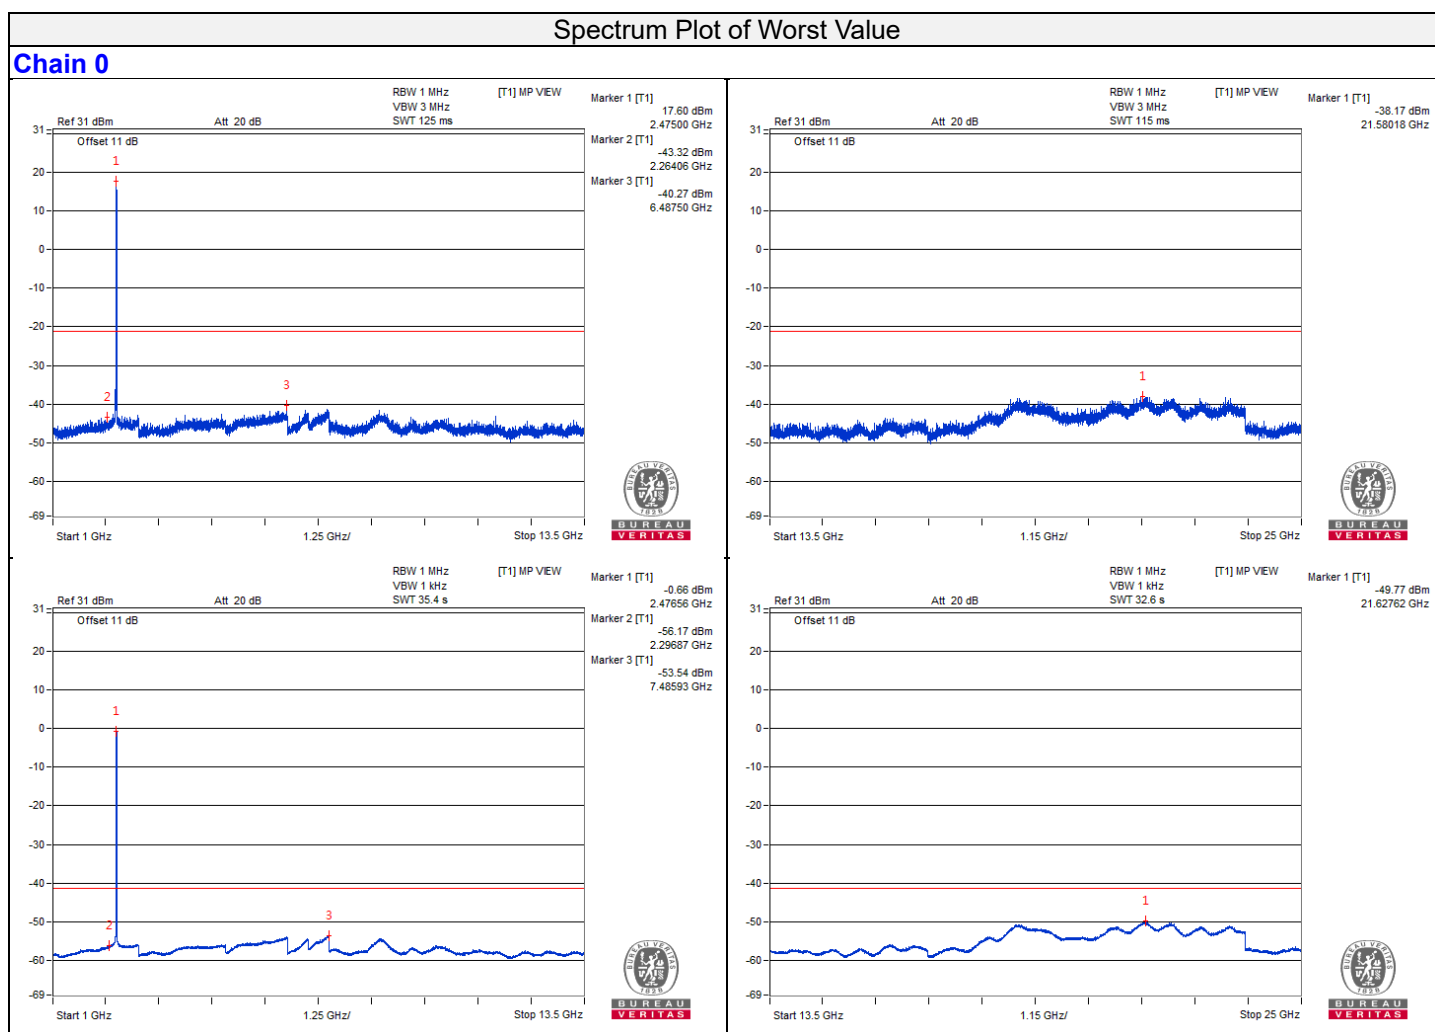 Spectrum Plot of Worst Value
Chain 0
RBW 1 MHz
[T1] MP VIEW
Marker 1 [T1]
VBW 3 MHz
17.60 dBm
Ref 31 dBm
Att 20 dB
SWT 125 ms
2.47500 GHz
Marker 2 [T1]
-43.32 dBm
2.26406 GHz
Marker 3 [T1]
-40.27 dBm
6.48750 GHz
31
Offset 11 dB
1
20
10
0
-10
-20
-30
3
2
-40
-50
-60
-69
Start 1 GHz
1.25 GHz/
Stop 13.5 GHz
BUREAU VERITAS
1828
BUREAU
VERITAS
RBW 1 MHz
[T1] MP VIEW
Marker 1 [T1]
VBW 3 MHz
-38.17 dBm
Ref 31 dBm
Att 20 dB
SWT 115 ms
21.58018 GHz
31
Offset 11 dB
20
10
0
-10
-20
-30
1
-40
-50
-60
-69
Start 13.5 GHz
1.15 GHz/
Stop 25 GHz
BUREAU VERITAS
1828
BUREAU
VERITAS
RBW 1 MHz
[T1] MP VIEW
Marker 1 [T1]
VBW 1 kHz
-0.66 dBm
Ref 31 dBm
Att 20 dB
SWT 35.4 s
2.47656 GHz
Marker 2 [T1]
-56.17 dBm
2.29687 GHz
Marker 3 [T1]
-53.54 dBm
7.48593 GHz
31
Offset 11 dB
20
10
1
0
-10
-20
-30
-40
3
-50
2
-60
-69
Start 1 GHz
1.25 GHz/
Stop 13.5 GHz
BUREAU VERITAS
1828
BUREAU
VERITAS
RBW 1 MHz
[T1] MP VIEW
Marker 1 [T1]
VBW 1 kHz
-49.77 dBm
Ref 31 dBm
Att 20 dB
SWT 32.6 s
21.62762 GHz
31
Offset 11 dB
20
10
0
-10
-20
-30
-40
1
-50
-60
-69
Start 13.5 GHz
1.15 GHz/
Stop 25 GHz
BUREAU VERITAS
1828
BUREAU
VERITAS